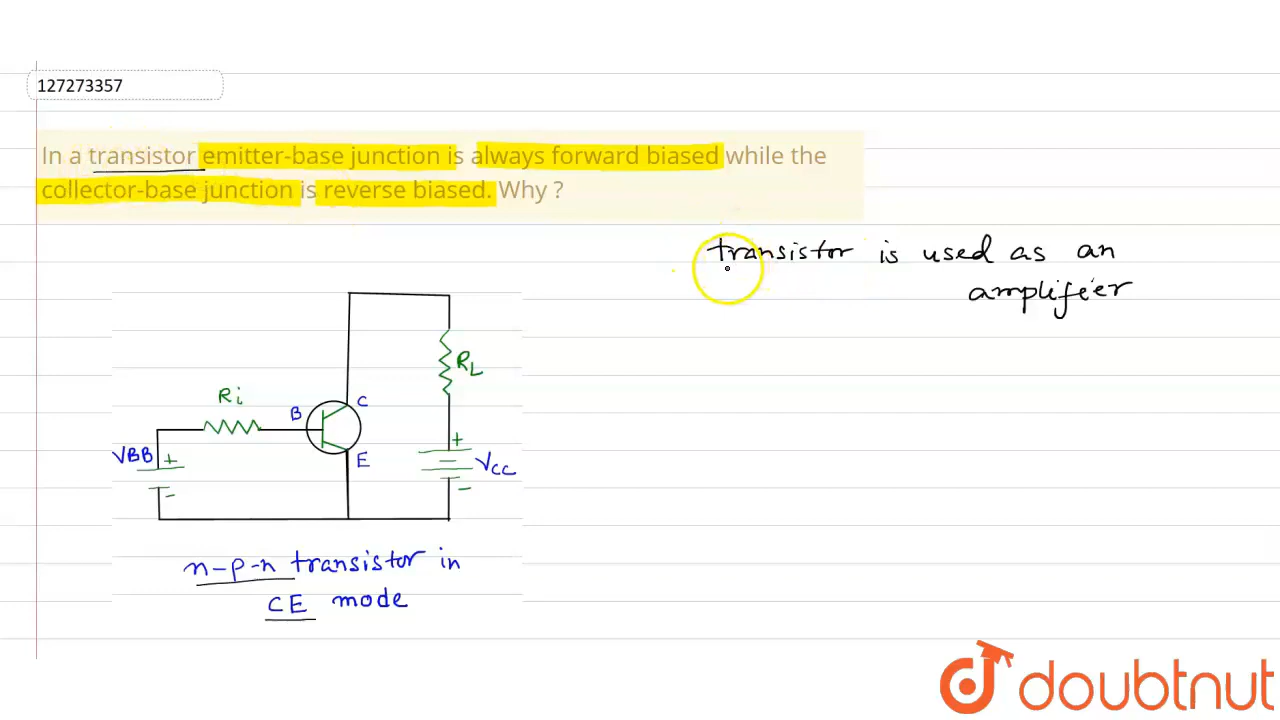 127273357
In a transistor emitter-base junction is always forward biased while the
collector-base junction is reverse biased. Why ?
transistor is used as an
amplifier
RL
Ri
B
C
VBB
+
-
E
+
-
VCC
n-p-n transistor in
CE mode
doubtnut